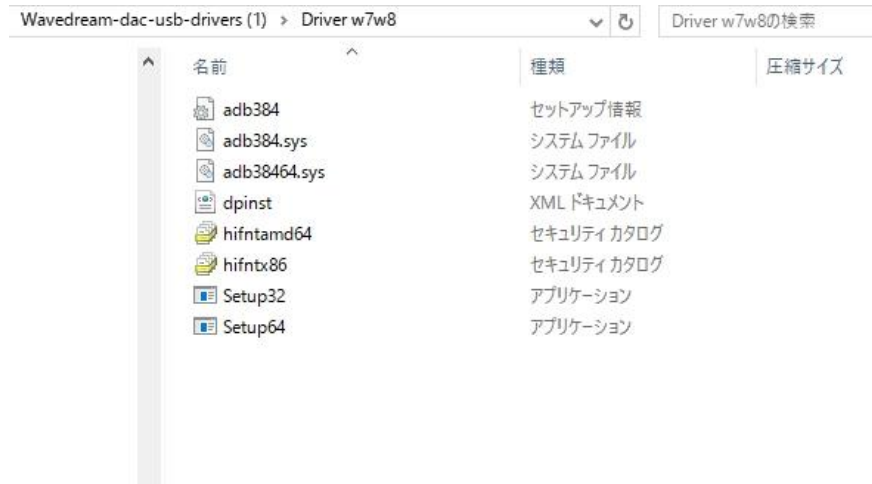 Wavedream-dac-usb-drivers (1) > Driver w7w8 Driver w7w8の検索
名前 種類 圧縮サイズ
adb384 セットアップ情報
adb384.sys システム ファイル
adb38464.sys システム ファイル
dpinst XML ドキュメント
hifntamd64 セキュリティ カタログ
hifntx86 セキュリティ カタログ
Setup32 アプリケーション
Setup64 アプリケーション